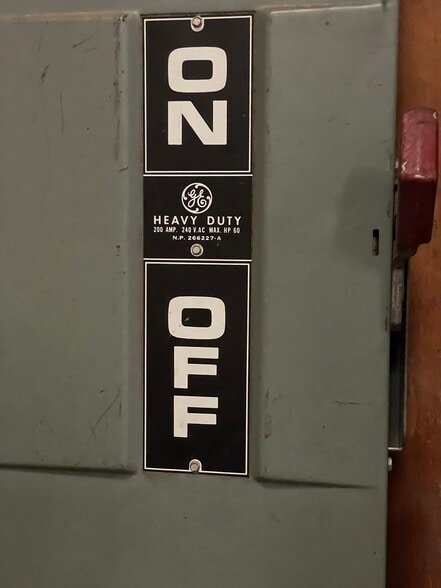 ON
GE
HEAVY DUTY
200 AMP. 240 V.AC MAX. HP 60
N.P. 266227-A
OFF